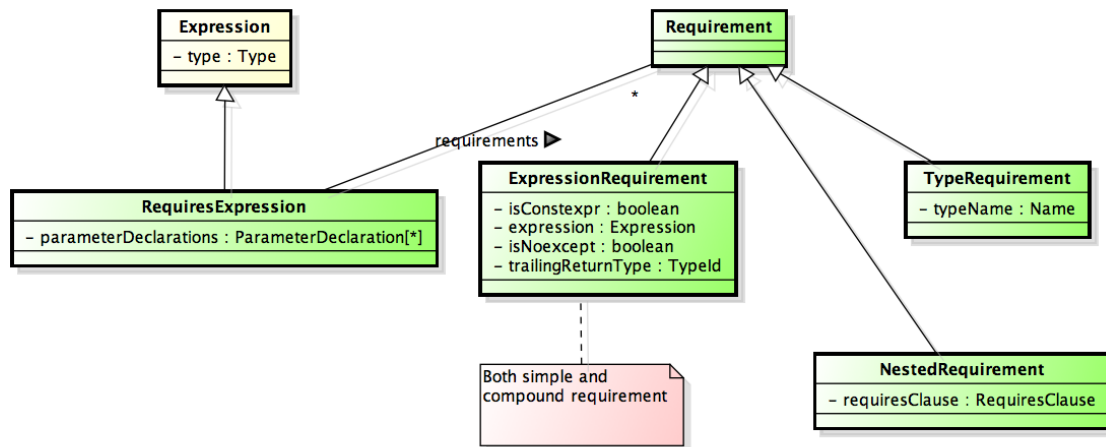 Expression
- type : Type
Requirement
*
requirements
RequiresExpression
- parameterDeclarations : ParameterDeclaration[*]
ExpressionRequirement
- isConstexpr : boolean
- expression : Expression
- isNoexcept : boolean
- trailingReturnType : TypeId
TypeRequirement
- typeName : Name
Both simple and
compound requirement
NestedRequirement
- requiresClause : RequiresClause